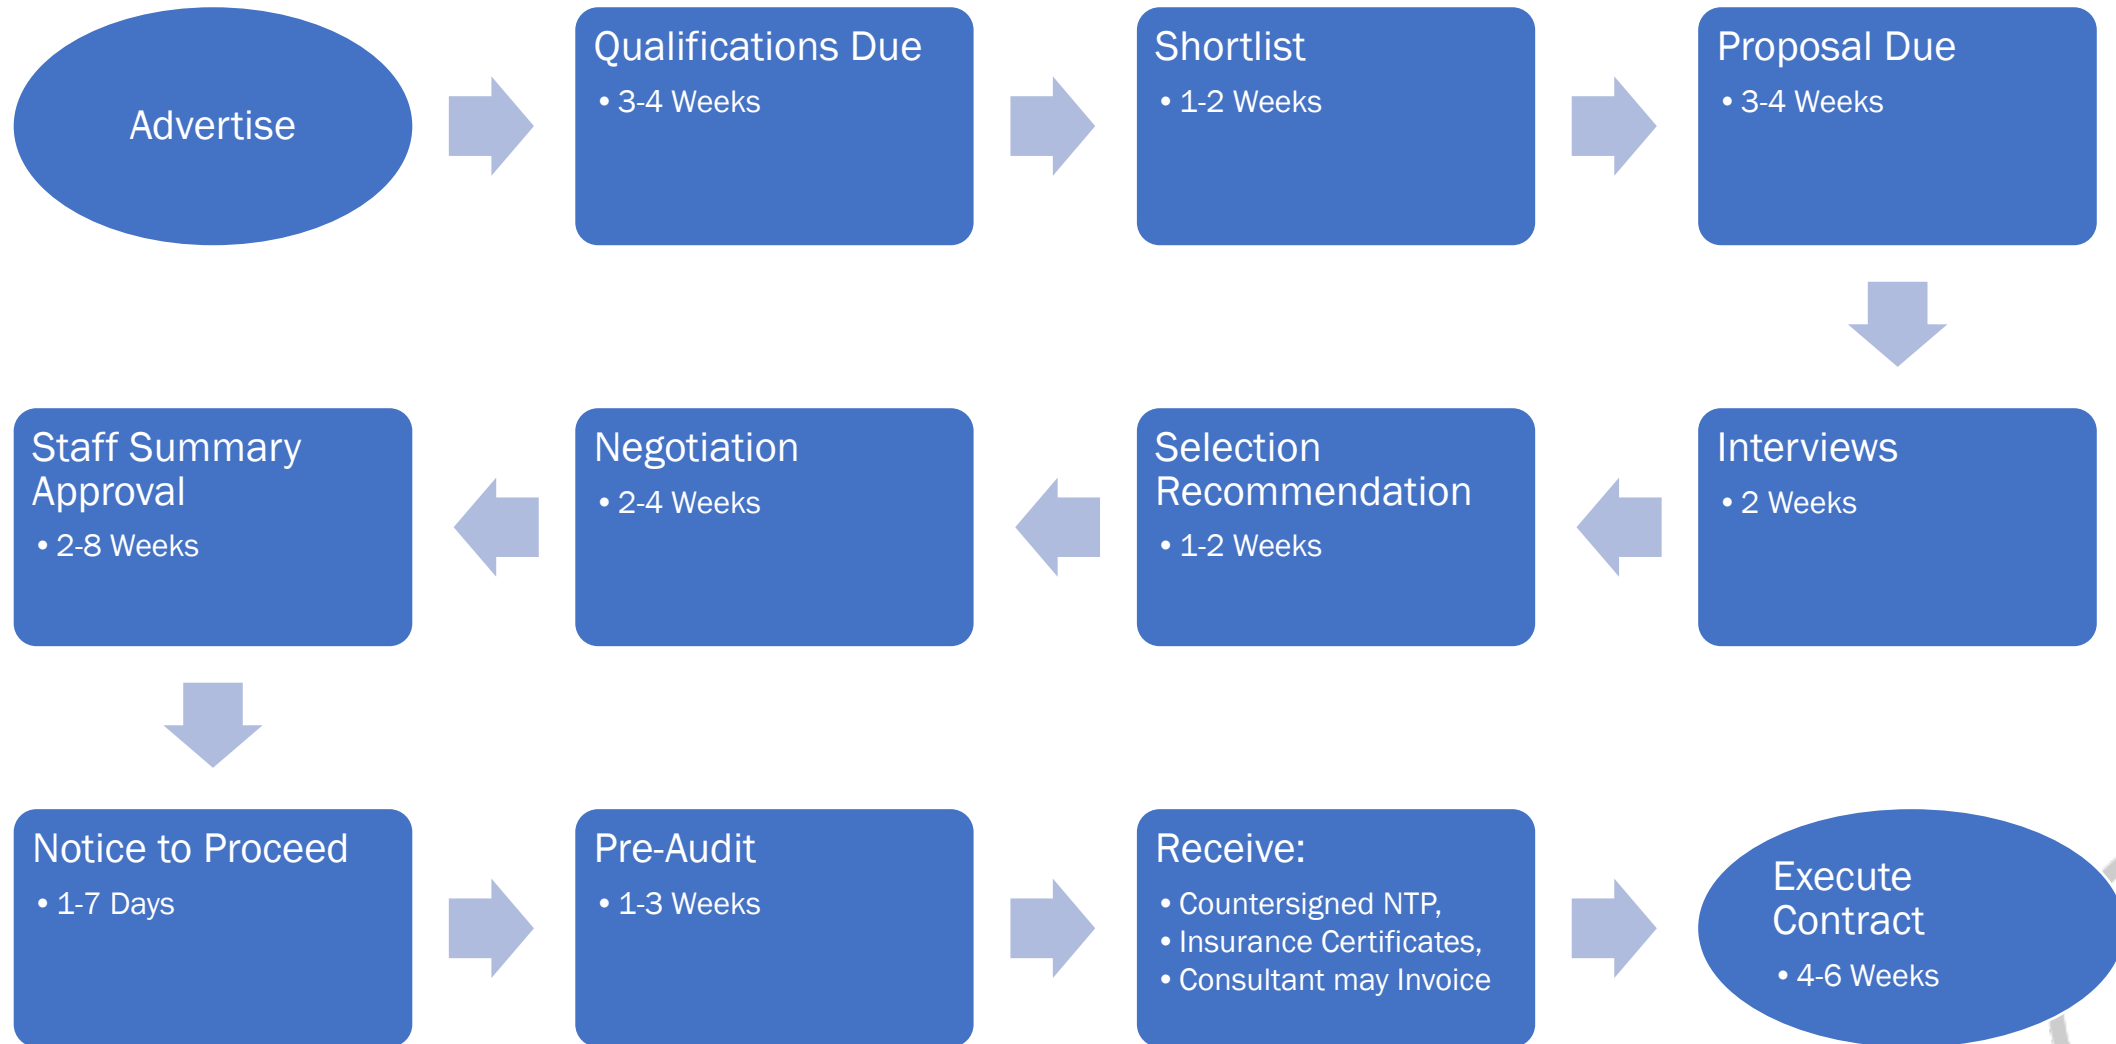 Advertise
Qualifications Due
• 3-4 Weeks
Shortlist
• 1-2 Weeks
Proposal Due
• 3-4 Weeks
Interviews
• 2 Weeks
Selection
Recommendation
• 1-2 Weeks
Negotiation
• 2-4 Weeks
Staff Summary
Approval
• 2-8 Weeks
Notice to Proceed
• 1-7 Days
Pre-Audit
• 1-3 Weeks
Receive:
• Countersigned NTP,
• Insurance Certificates,
• Consultant may Invoice
Execute
Contract
• 4-6 Weeks